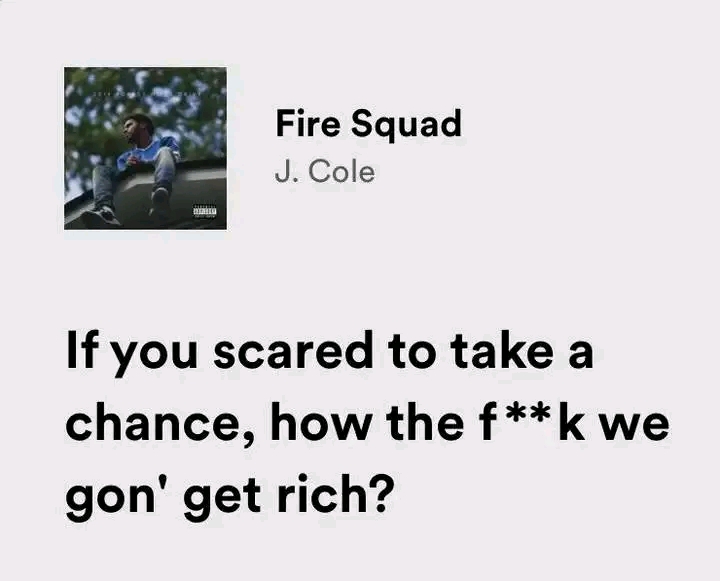 Fire Squad
J. Cole
If you scared to take a
chance, how the f**k we
gon' get rich?